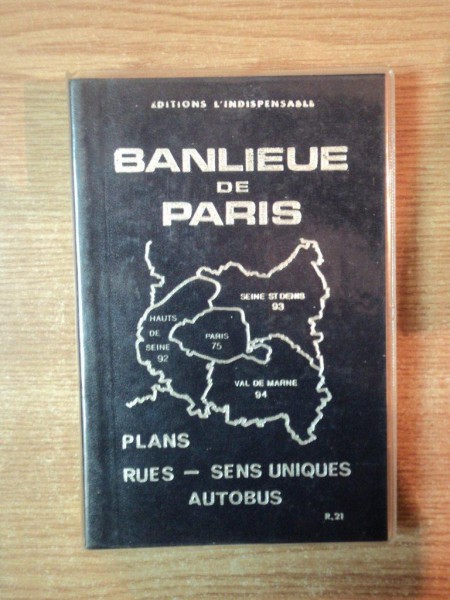 EDITIONS L'INDISPENSABLE
BANLIEUE
DE
PARIS
SEINE ST DENIS
93
HAUTS
DE
SEINE
92
PARIS
75
VAL DE MARNE
94
PLANS
RUES — SENS UNIQUES
AUTOBUS
R.21